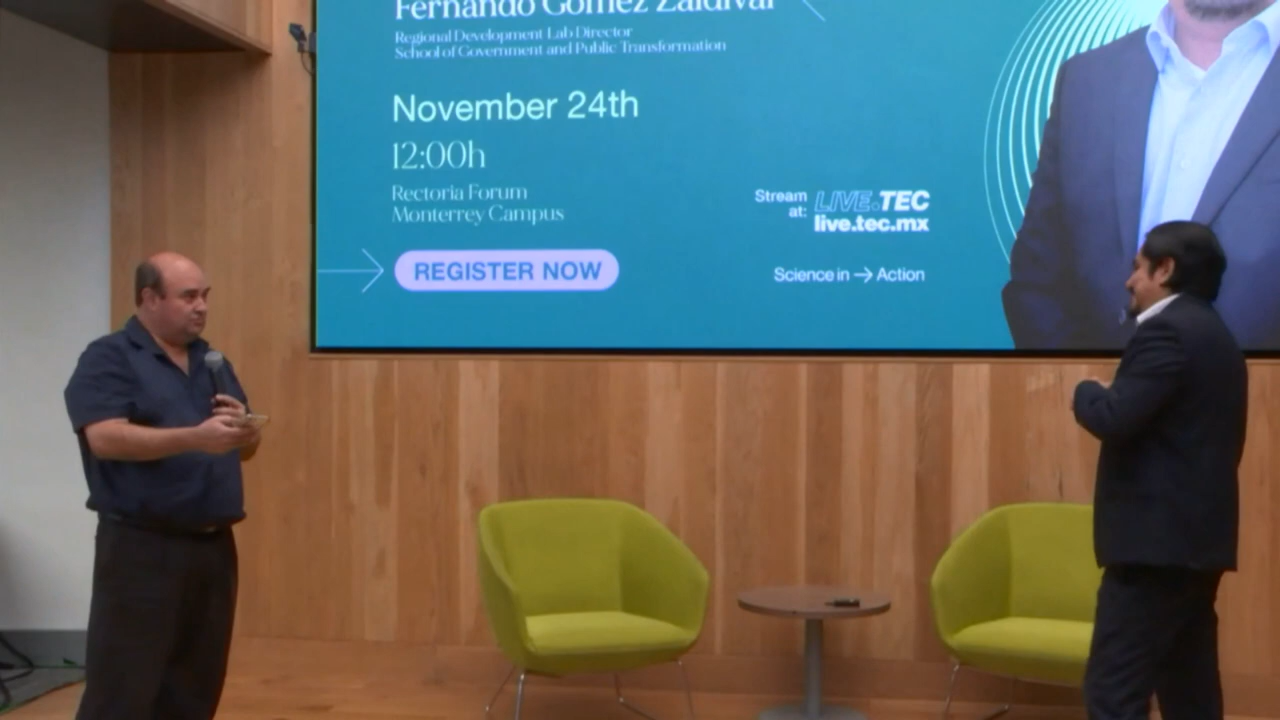 Fernando Gómez Zaldívar
Regional Development Lab Director
School of Government and Public Transformation
November 24th
12:00h
Rectoria Forum
Monterrey Campus
REGISTER NOW
Stream at:
LIVE.TEC
live.tec.mx
Science in → Action